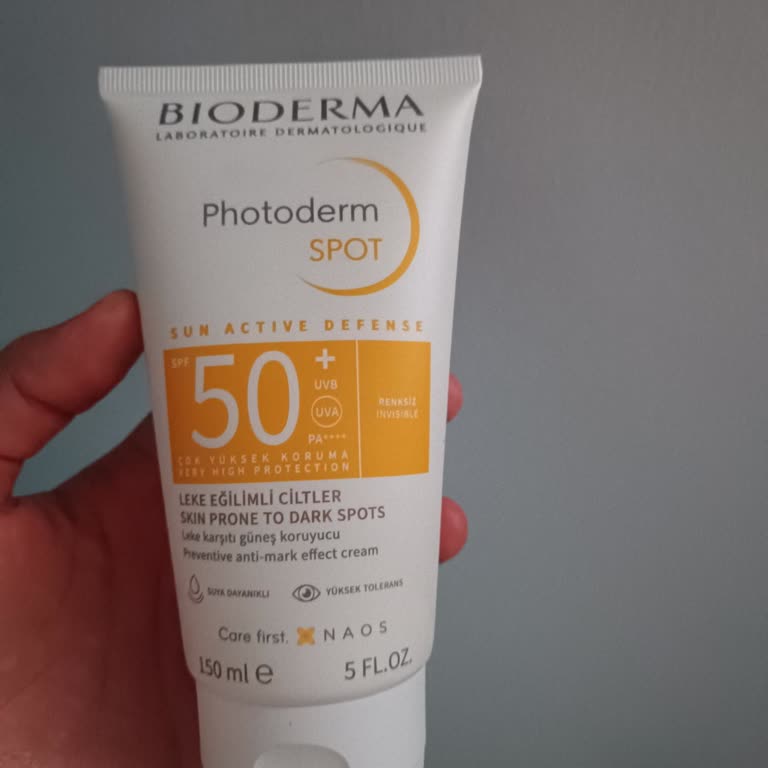 BIODERMA
LABORATOIRE DERMATOLOGIQUE
Photoderm
SPOT
SUN ACTIVE DEFENSE
SPF 50+
UVB
UVA
PA++++
ÇOK YÜKSEK KORUMA
VERY HIGH PROTECTION
RENKSİZ
INVISIBLE
LEKE EĞİLİMLİ CİLTLER
SKIN PRONE TO DARK SPOTS
Leke karşıtı güneş koruyucu
Preventive anti-mark effect cream
SUYA DAYANIKLI
YÜKSEK TOLERANS
Care first. NAOS
150 ml e 5 FL.OZ.